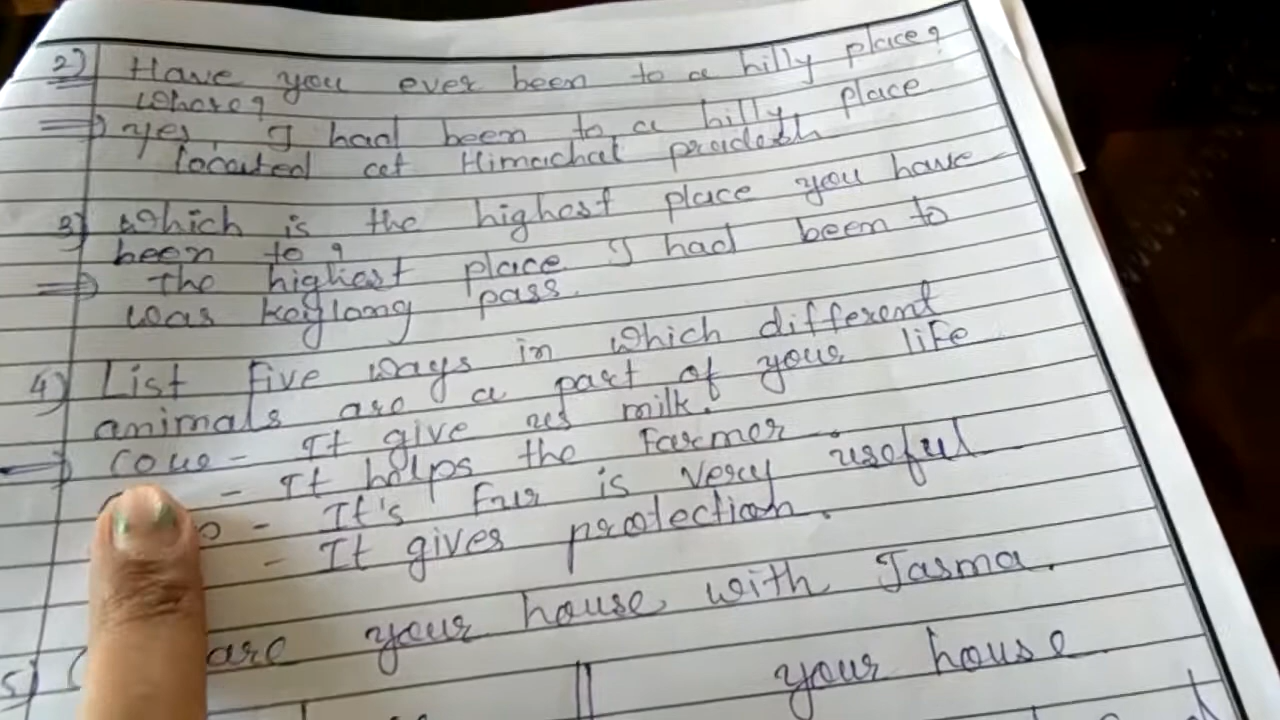 2) Have you ever been to a hilly place?
where?
=> yes, I had been to a hilly place
located at Himachal pradesh
3) which is the highest place you have
been to?
=> the highest place I had been to
was keylong pass.
4) List five ways in which different
animals are a part of your life
=> cow - It give us milk.
- It helps the farmer.
- It's fur is very useful
- It gives protection.
5) are your house with Tasma.
your house